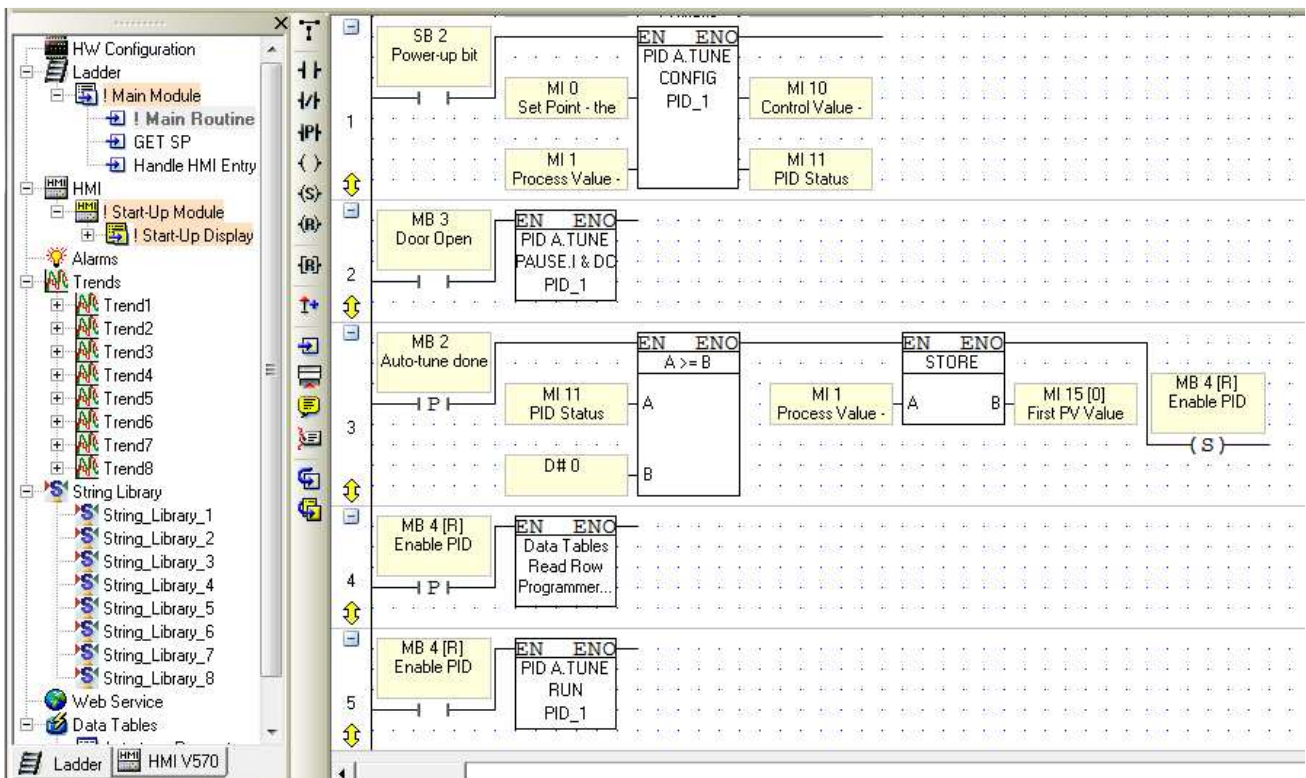 HW Configuration
Ladder
! Main Module
! Main Routine
GET SP
Handle HMI Entry
HMI
HMI
HMI
! Start-Up Module
! Start-Up Display
Alarms
Trends
Trend1
Trend2
Trend3
Trend4
Trend5
Trend6
Trend7
Trend8
String Library
String_Library_1
String_Library_2
String_Library_3
String_Library_4
String_Library_5
String_Library_6
String_Library_7
String_Library_8
Web Service
Data Tables
Ladder
HMI
HMI V570
P
(S)
(R)
{R}
1
SB 2
Power-up bit
EN ENO
PID A.TUNE
CONFIG
PID_1
MI 0
Set Point - the
MI 10
Control Value -
MI 1
Process Value -
MI 11
PID Status
2
MB 3
Door Open
EN ENO
PID A.TUNE
PAUSE.I & DC
PID_1
3
MB 2
Auto-tune done
P
EN ENO
A >= B
A
B
MI 11
PID Status
D# 0
MI 1
Process Value -
EN ENO
STORE
A B
MI 15 [0]
First PV Value
MB 4 [R]
Enable PID
(S)
4
MB 4 [R]
Enable PID
P
EN ENO
Data Tables
Read Row
Programmer...
5
MB 4 [R]
Enable PID
EN ENO
PID A.TUNE
RUN
PID_1